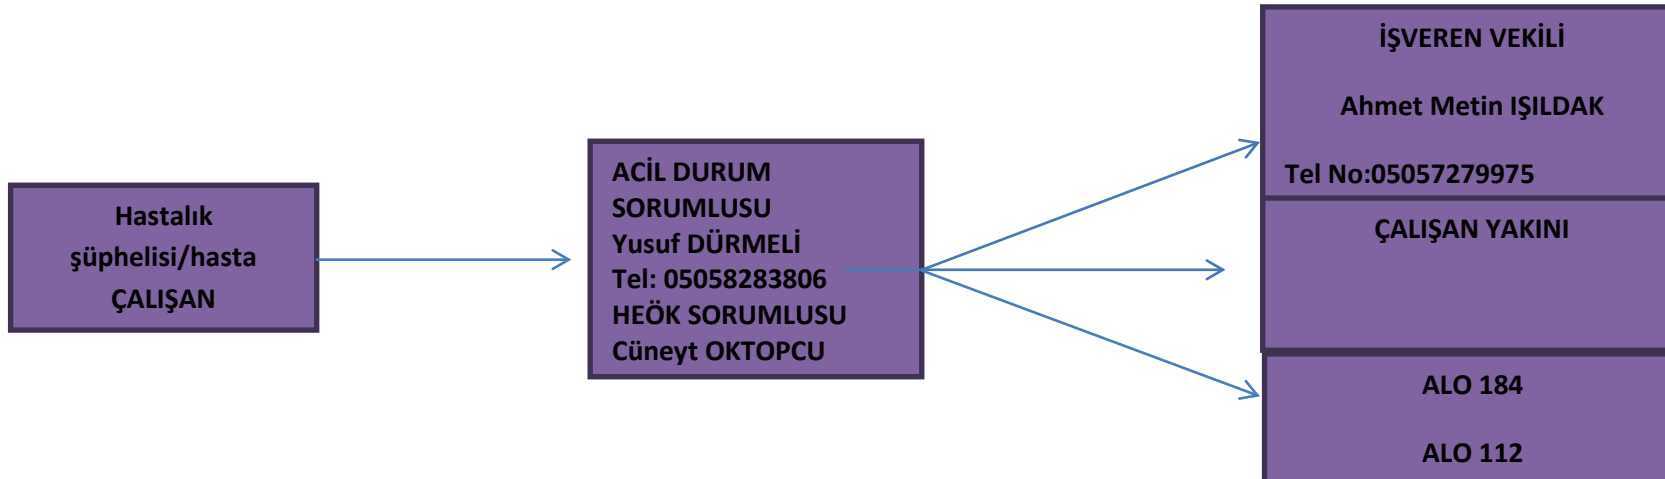 Hastalık
şüphelisi/hasta
ÇALIŞAN
ACİL DURUM
SORUMLUSU
Yusuf DÜRMELİ
Tel: 05058283806
HEÖK SORUMLUSU
Cüneyt OKTOPCU
İŞVEREN VEKİLİ
Ahmet Metin IŞILDAK
Tel No:05057279975
ÇALIŞAN YAKINI
ALO 184
ALO 112